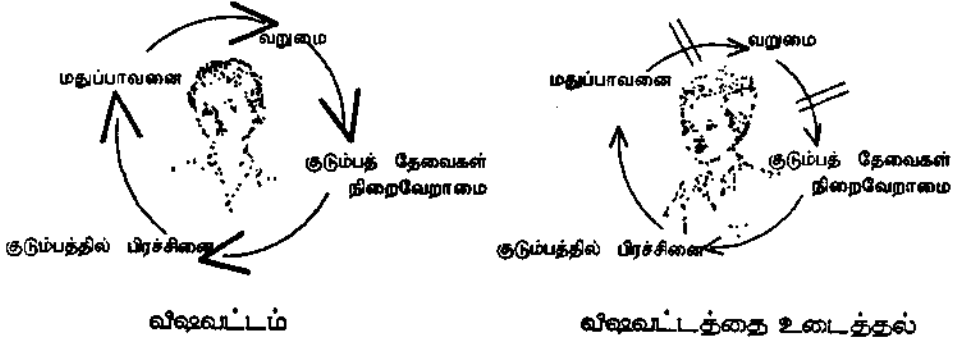 வறுமை
மதுப்பாவனை
குடும்பத் தேவைகள்
நிறைவேறாமை
குடும்பத்தில் பிரச்சினை
விஷவட்டம்
வறுமை
மதுப்பாவனை
குடும்பத் தேவைகள்
நிறைவேறாமை
குடும்பத்தில் பிரச்சினை
விஷவட்டத்தை உடைத்தல்